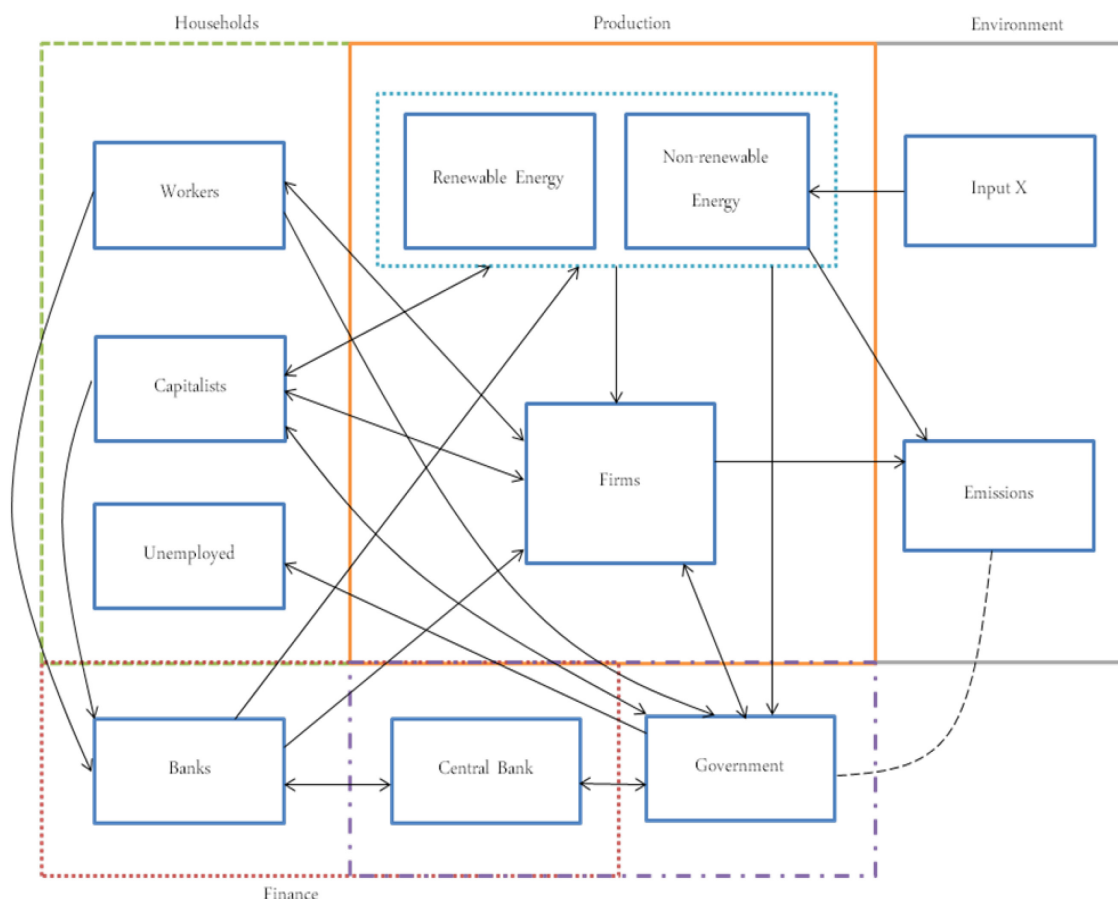 Households
Production
Environment
Workers
Renewable Energy
Non-renewable
Energy
Input X
Capitalists
Firms
Emissions
Unemployed
Banks
Central Bank
Government
Finance